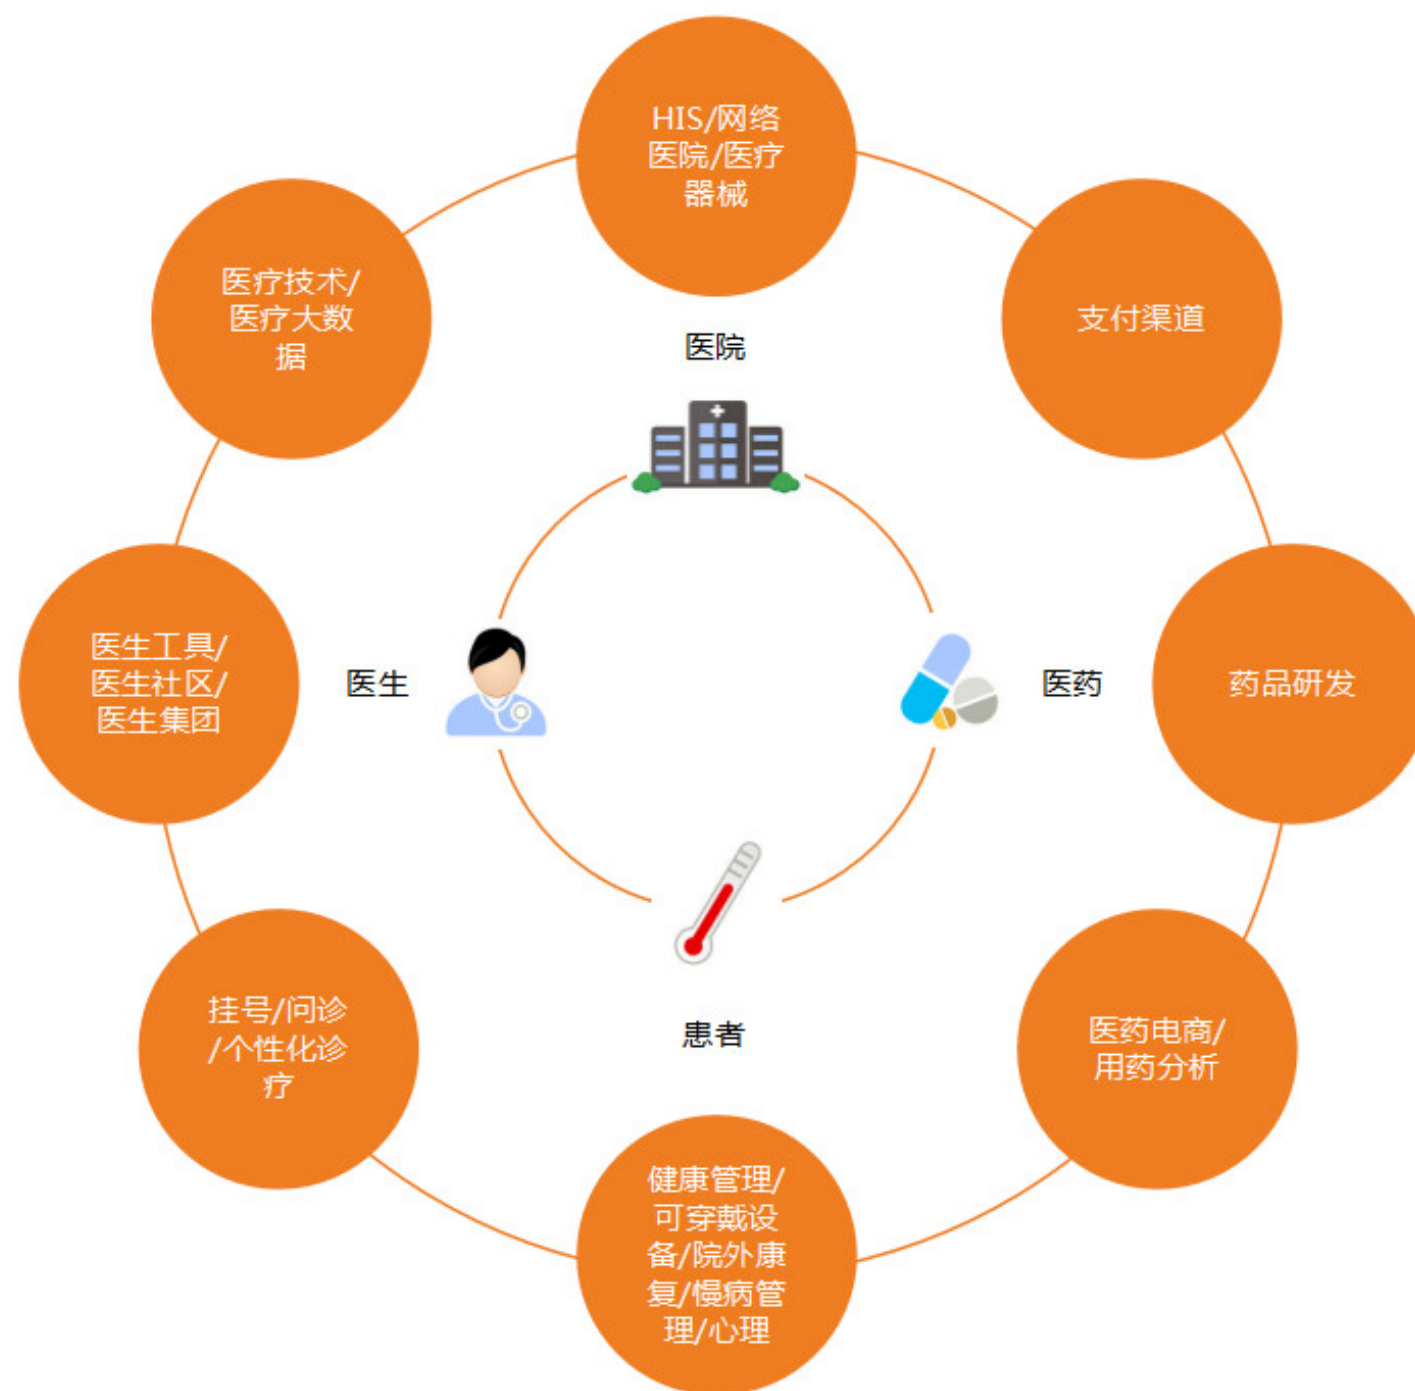 HIS/网络
医院/医疗
器械
医疗技术/
医疗大数
据
支付渠道
医院
医生工具/
医生社区/
医生集团
医生
医药
药品研发
挂号/问诊
/个性化诊
疗
患者
医药电商/
用药分析
健康管理/
可穿戴设
备/院外康
复/慢病管
理/心理